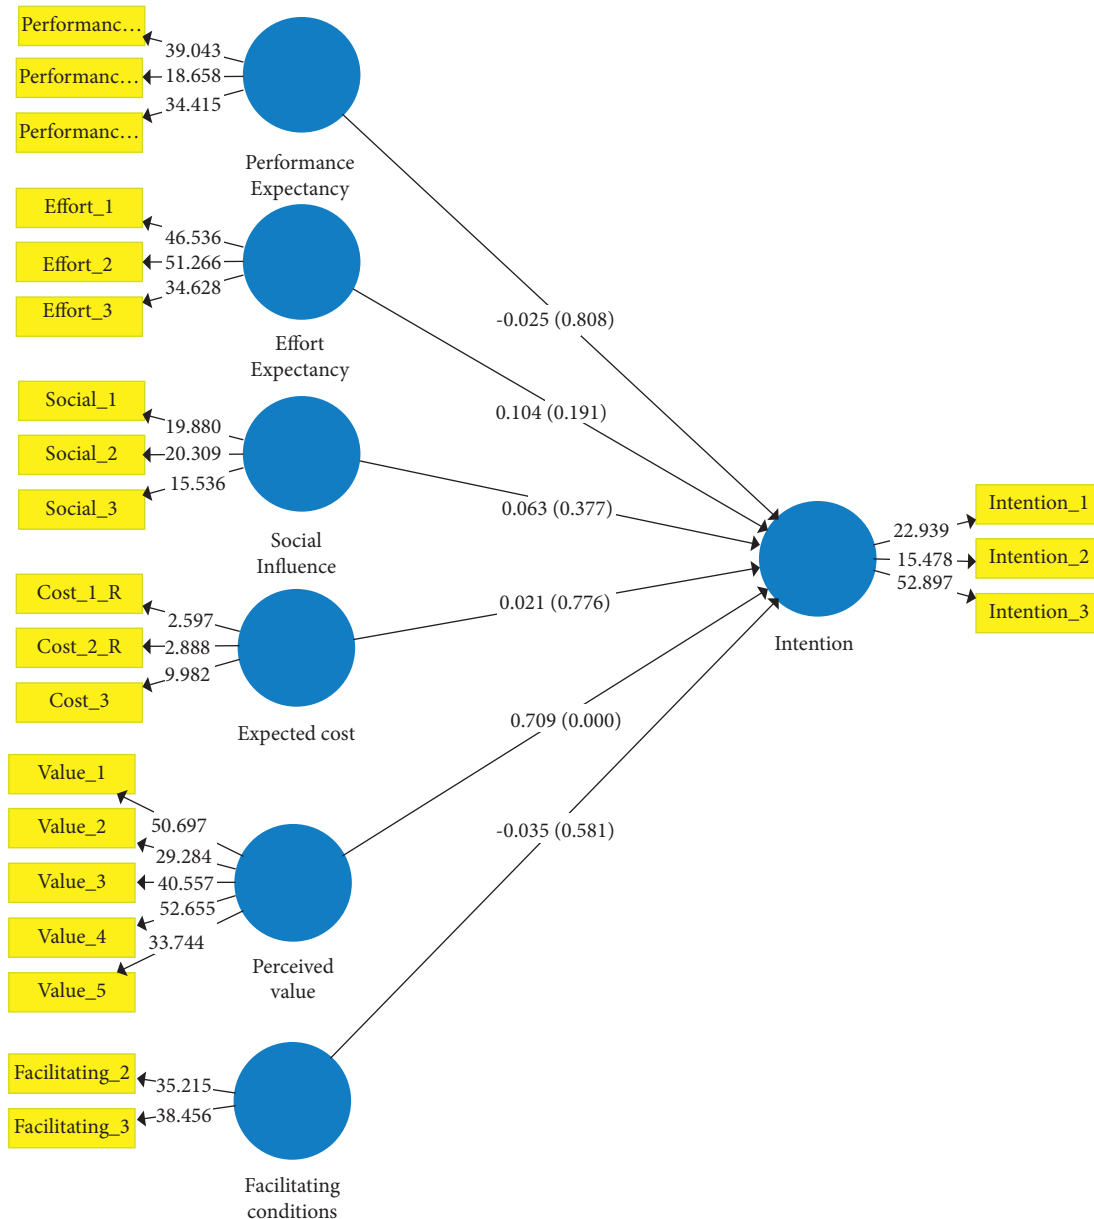 Performanc…
39.043
Performanc…
18.658
34.415
Performanc…
Performance
Expectancy
Effort_1
46.536
Effort_2
51.266
34.628
Effort_3
Effort
Expectancy
Social_1
19.880
Social_2
20.309
15.536
Social_3
Social
Influence
Cost_1_R
2.597
Cost_2_R
2.888
9.982
Cost_3
Expected cost
Value_1
50.697
Value_2
29.284
Value_3
40.557
52.655
Value_4
33.744
Value_5
Perceived
value
Facilitating_2
35.215
38.456
Facilitating_3
Facilitating
conditions
-0.025 (0.808)
0.104 (0.191)
0.063 (0.377)
0.021 (0.776)
0.709 (0.000)
-0.035 (0.581)
Intention
22.939
Intention_1
15.478
Intention_2
52.897
Intention_3